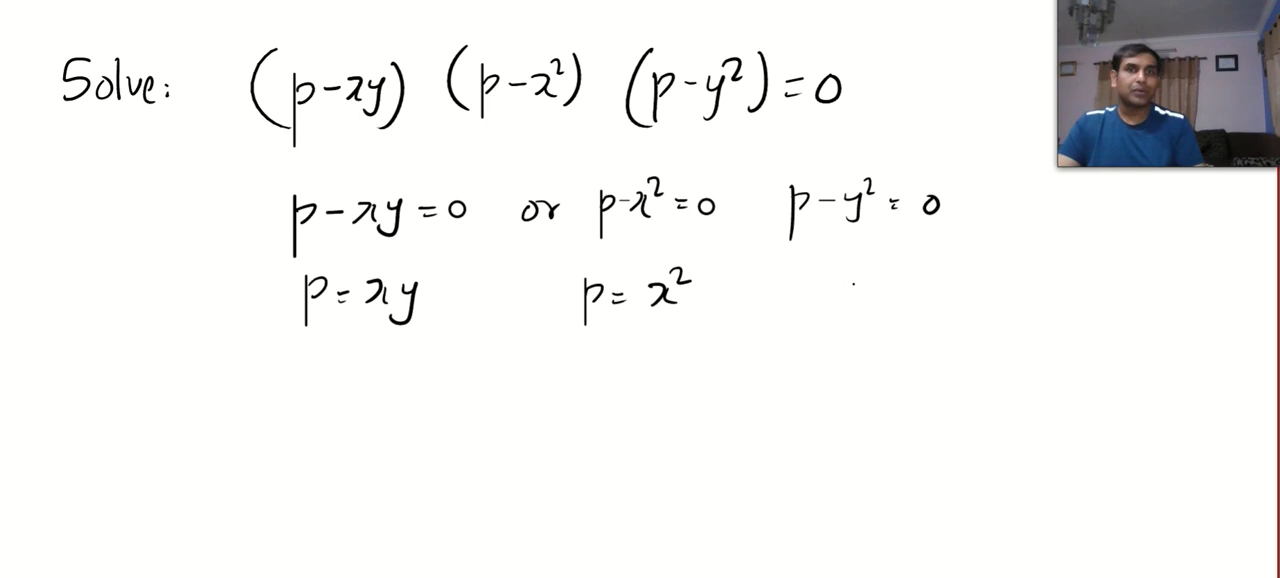 Solve: (p-xy) (p-x²) (p-y²) = 0
p-xy = 0 or p-x² = 0 p-y² = 0
p = xy p = x²